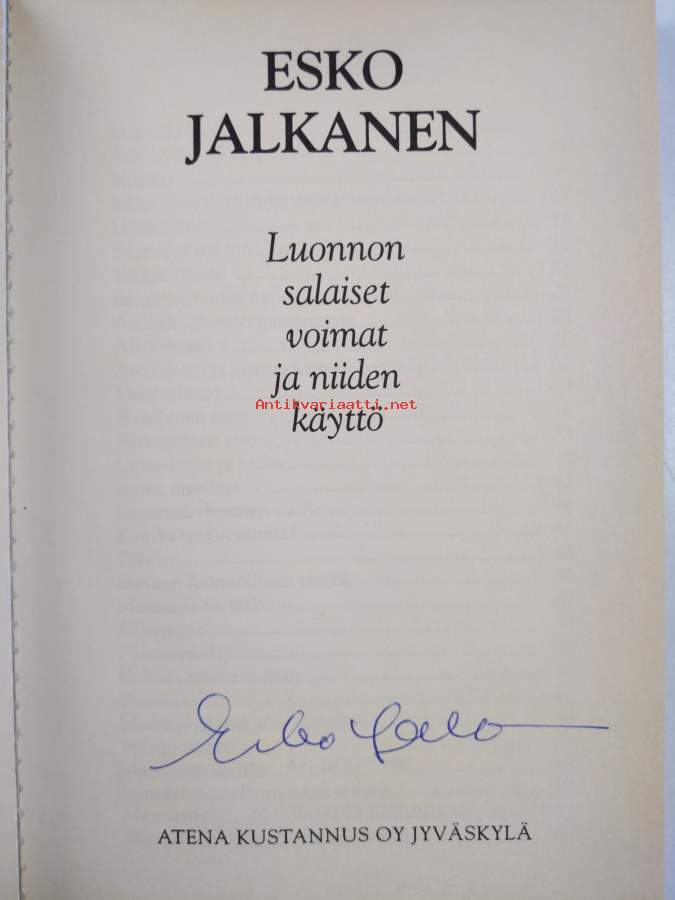 ESKO
JALKANEN
Luonnon
salaiset
voimat
ja niiden
Antikvariaatti.net
käyttö
ATENA KUSTANNUS OY JYVÄSKYLÄ